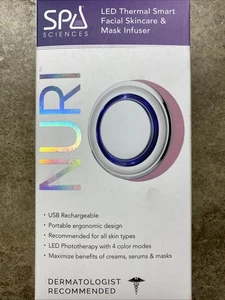 SPA
SCIENCES
LED Thermal Smart
Facial Skincare &
Mask Infuser
NURI
• USB Rechargeable
• Portable ergonomic design
• Recommended for all skin types
• LED Phototherapy with 4 color modes
• Maximize benefits of creams, serums & masks
DERMATOLOGIST
RECOMMENDED